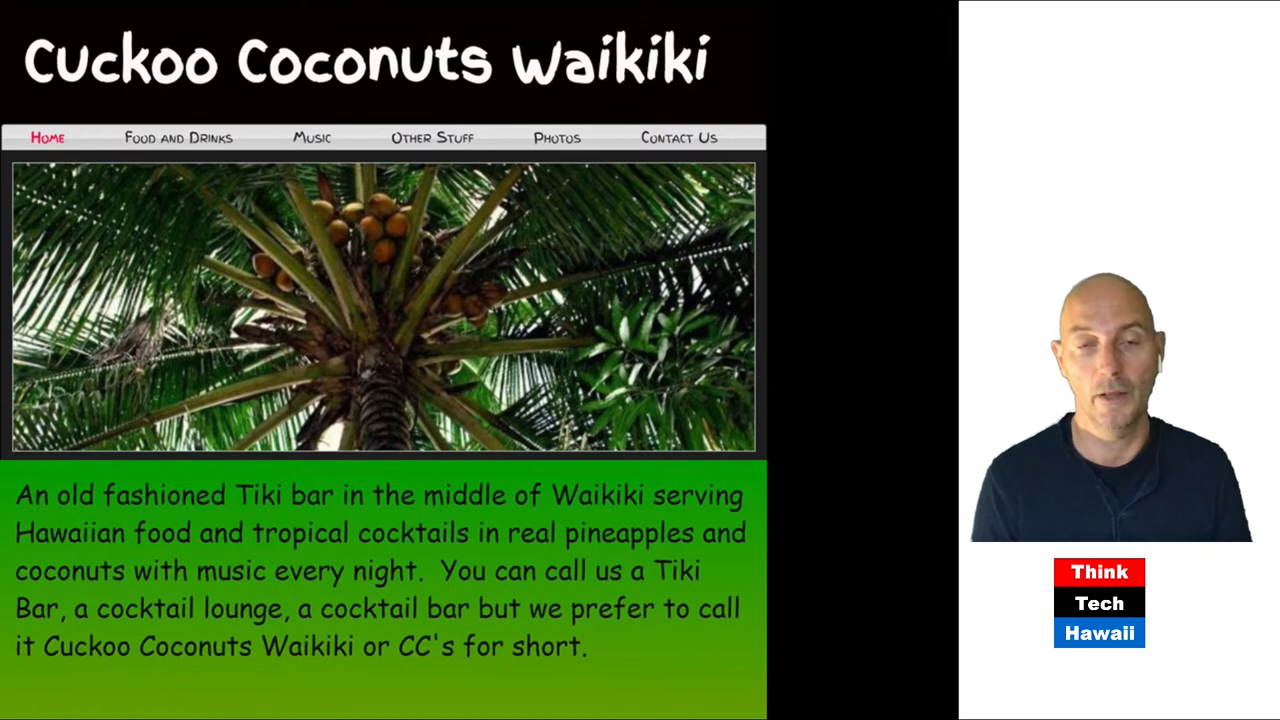 Cuckoo Coconuts Waikiki
Home Food and Drinks Music Other Stuff Photos Contact Us
An old fashioned Tiki bar in the middle of Waikiki serving
Hawaiian food and tropical cocktails in real pineapples and
coconuts with music every night. You can call us a Tiki
Bar, a cocktail lounge, a cocktail bar but we prefer to call
it Cuckoo Coconuts Waikiki or CC's for short.
Think
Tech
Hawaii